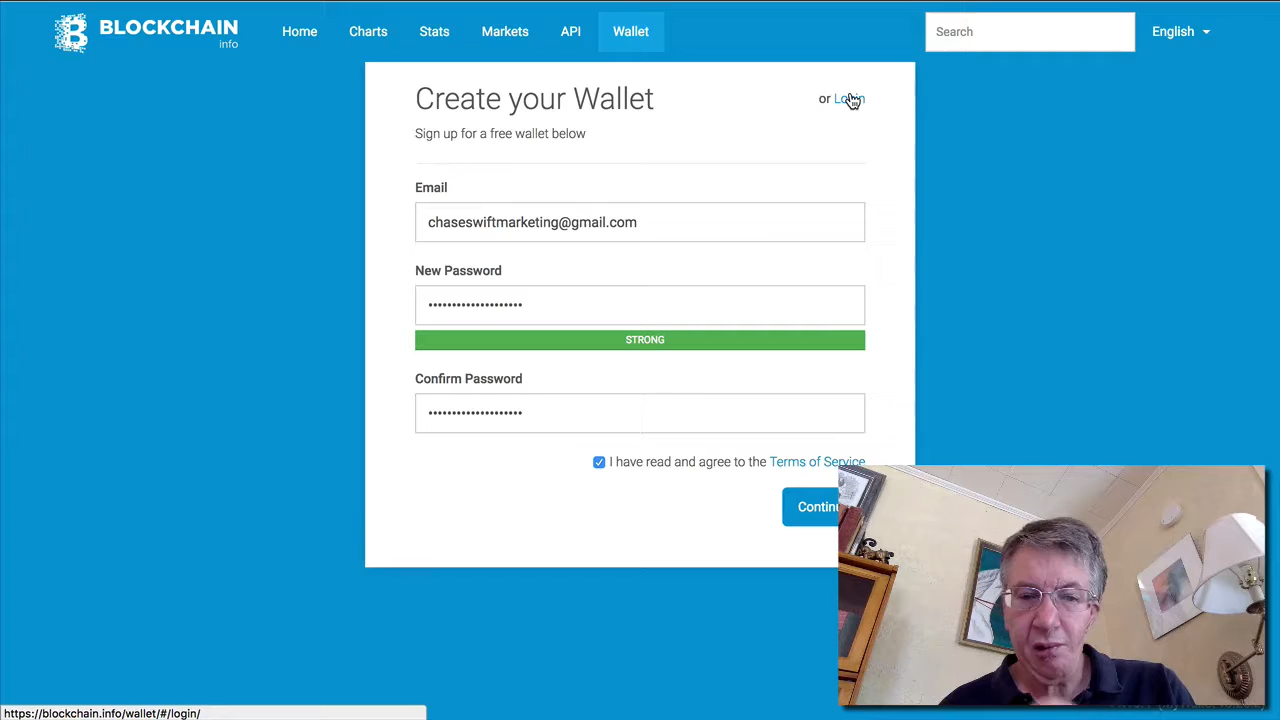 BLOCKCHAIN
info
Home Charts Stats Markets API Wallet
Search
English
Create your Wallet
or Login
Sign up for a free wallet below
Email
chaseswiftmarketing@gmail.com
New Password
••••••••••••••••••••
STRONG
Confirm Password
••••••••••••••••••••
I have read and agree to the Terms of Service
Continu
https://blockchain.info/wallet/#/login/